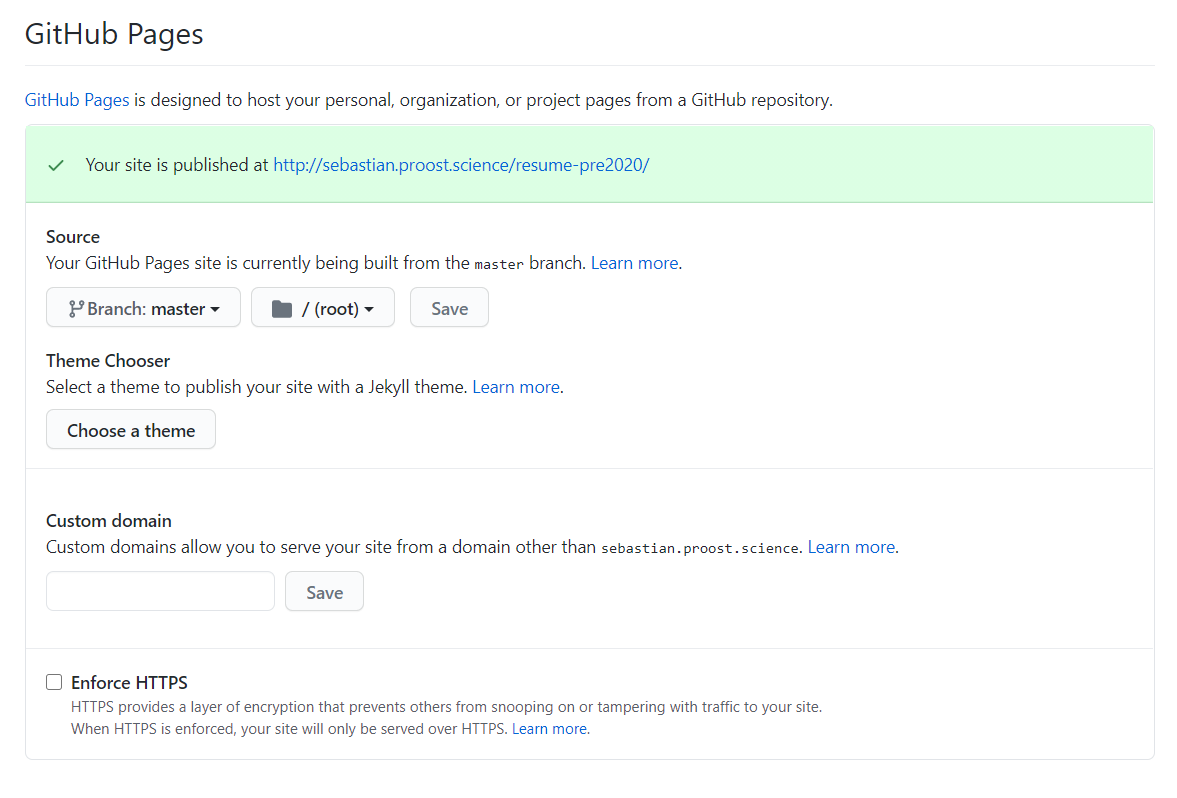 GitHub Pages
GitHub Pages is designed to host your personal, organization, or project pages from a GitHub repository.
Your site is published at http://sebastian.proost.science/resume-pre2020/
Source
Your GitHub Pages site is currently being built from the master branch. Learn more.
Branch: master / (root) Save
Theme Chooser
Select a theme to publish your site with a Jekyll theme. Learn more.
Choose a theme
Custom domain
Custom domains allow you to serve your site from a domain other than sebastian.proost.science. Learn more.
Save
Enforce HTTPS
HTTPS provides a layer of encryption that prevents others from snooping on or tampering with traffic to your site.
When HTTPS is enforced, your site will only be served over HTTPS. Learn more.